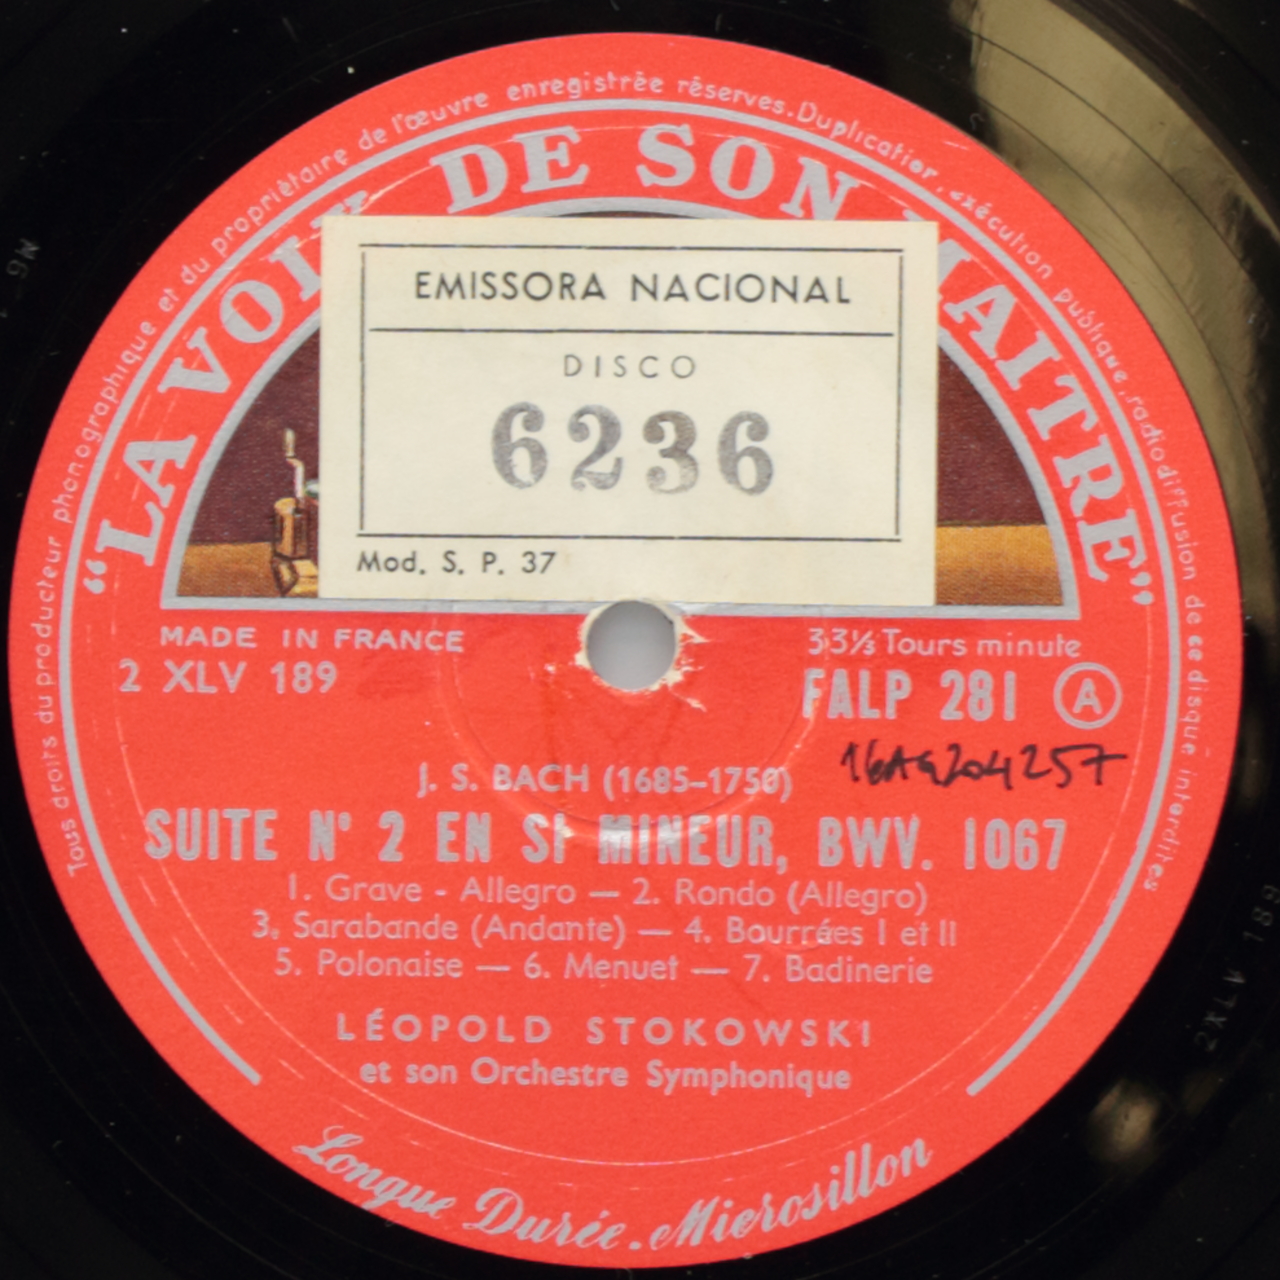 Tous droits du producteur phonographique et du propriétaire de l'œuvre enregistrée réservés. Duplication, exécution publique, radiodiffusion de ce disque interdites
"LA VOIX DE SON MAITRE"
EMISSORA NACIONAL
DISCO
6236
Mod. S. P. 37
MADE IN FRANCE
33⅓ Tours minute
2 XLV 189
FALP 281 A
16AG204257
J. S. BACH (1685-1750)
SUITE N° 2 EN SI MINEUR, BWV. 1067
1. Grave - Allegro — 2. Rondo (Allegro)
3. Sarabande (Andante) — 4. Bourrées I et II
5. Polonaise — 6. Menuet — 7. Badinerie
LÉOPOLD STOKOWSKI
et son Orchestre Symphonique
Longue Durée. Microsillon
2XLV 189